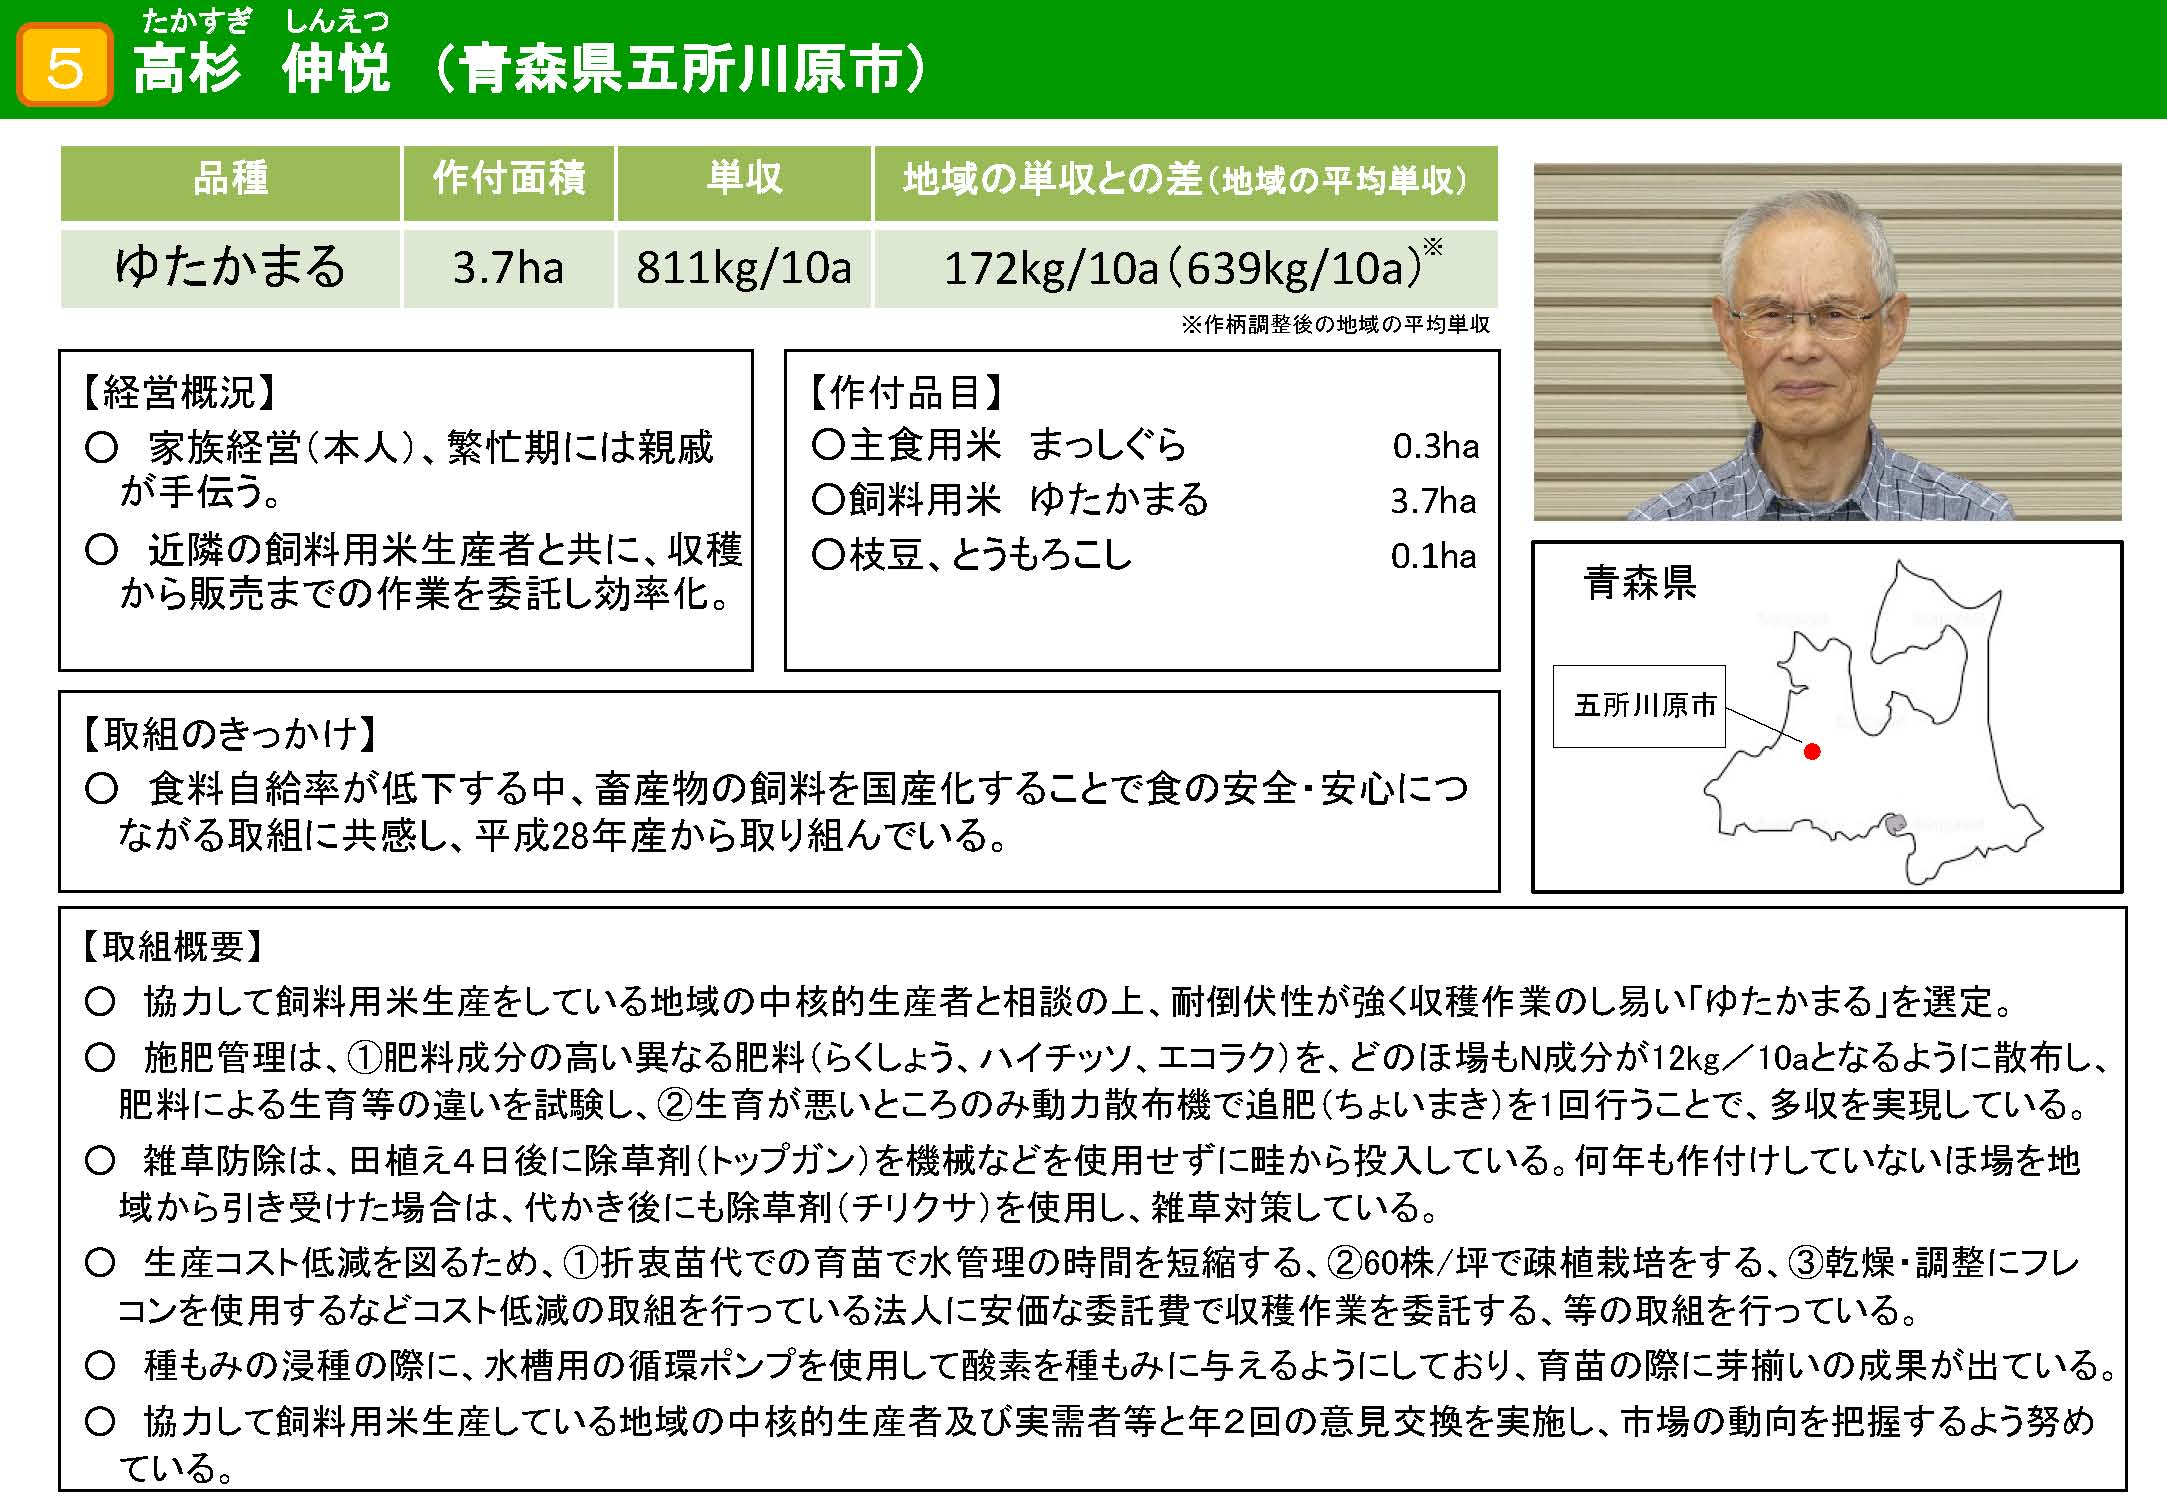 たかすぎ　しんえつ
5 高杉　伸悦　（青森県五所川原市）
品種 作付面積 単収 地域の単収との差（地域の平均単収）
ゆたかまる 3.7ha 811kg/10a 172kg/10a（639kg/10a）※
※作柄調整後の地域の平均単収
【経営概況】
〇　家族経営（本人）、繁忙期には親戚
が手伝う。
〇　近隣の飼料用米生産者と共に、収穫
から販売までの作業を委託し効率化。
【作付品目】
〇主食用米　まっしぐら 0.3ha
〇飼料用米　ゆたかまる 3.7ha
〇枝豆、とうもろこし 0.1ha
青森県
五所川原市
【取組のきっかけ】
〇　食料自給率が低下する中、畜産物の飼料を国産化することで食の安全・安心につ
ながる取組に共感し、平成28年産から取り組んでいる。
【取組概要】
〇　協力して飼料用米生産をしている地域の中核的生産者と相談の上、耐倒伏性が強く収穫作業のし易い「ゆたかまる」を選定。
〇　施肥管理は、①肥料成分の高い異なる肥料（らくしょう、ハイチッソ、エコラク）を、どのほ場もN成分が12kg／10aとなるように散布し、
肥料による生育等の違いを試験し、②生育が悪いところのみ動力散布機で追肥（ちょいまき）を1回行うことで、多収を実現している。
〇　雑草防除は、田植え４日後に除草剤（トップガン）を機械などを使用せずに畦から投入している。何年も作付けしていないほ場を地
域から引き受けた場合は、代かき後にも除草剤（チリクサ）を使用し、雑草対策している。
〇　生産コスト低減を図るため、①折衷苗代での育苗で水管理の時間を短縮する、②60株/坪で疎植栽培をする、③乾燥・調整にフレ
コンを使用するなどコスト低減の取組を行っている法人に安価な委託費で収穫作業を委託する、等の取組を行っている。
〇　種もみの浸種の際に、水槽用の循環ポンプを使用して酸素を種もみに与えるようにしており、育苗の際に芽揃いの成果が出ている。
〇　協力して飼料用米生産している地域の中核的生産者及び実需者等と年２回の意見交換を実施し、市場の動向を把握するよう努め
ている。